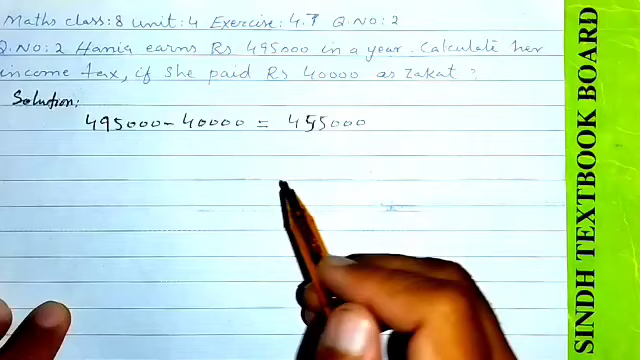 Maths class:8 unit:4 Exercise:4.7 Q.NO:2
Q.NO:2 Hania earns Rs 495000 in a year. Calculate her
income tax, if she paid Rs 40000 as Zakat?
Solution:
495000-40000 = 455000
SINDH TEXTBOOK BOARD